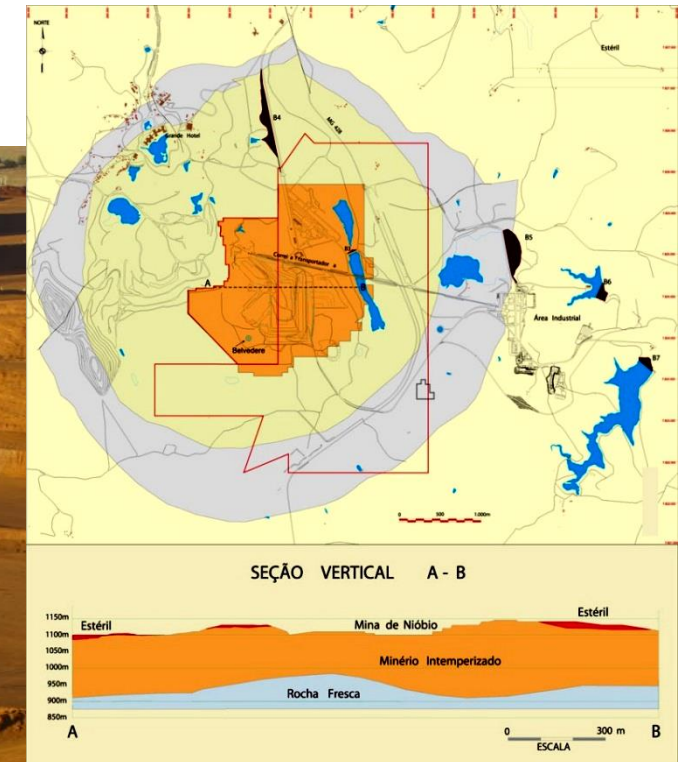 NORTE
Estéril
Grande Hotel
B4
MG 428
B5
B6
A
Área Industrial
Belvedere
B7
0 500 1.000m
SEÇÃO VERTICAL A - B
1150m
Estéril
Mina de Nióbio
Estéril
1100m
1050m
Minério Intemperizado
1000m
950m
Rocha Fresca
900m
850m
A
0 300 m
B
ESCALA